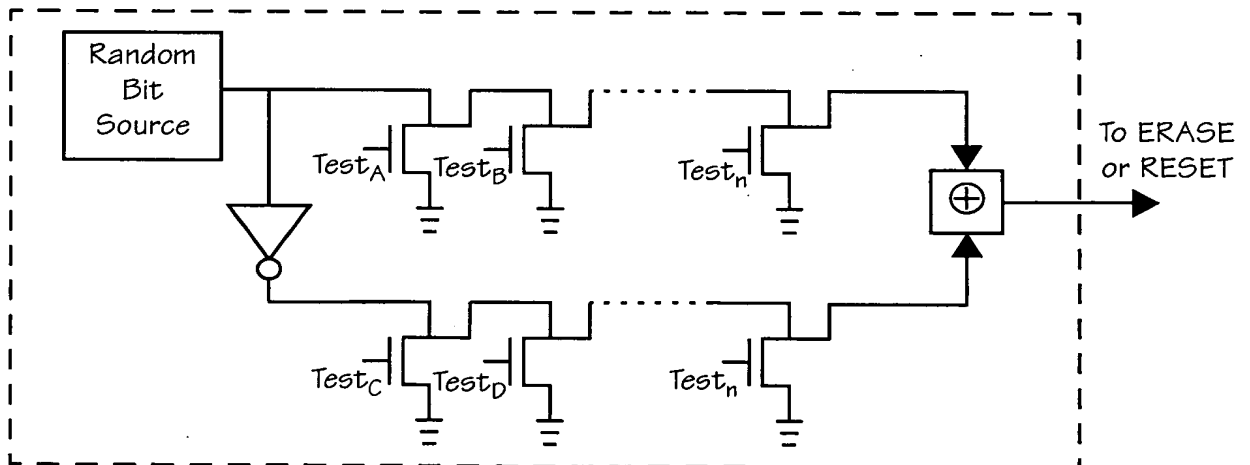 Random
Bit
Source
Test_A
Test_B
Test_n
To ERASE
or RESET
Test_C
Test_D
Test_n